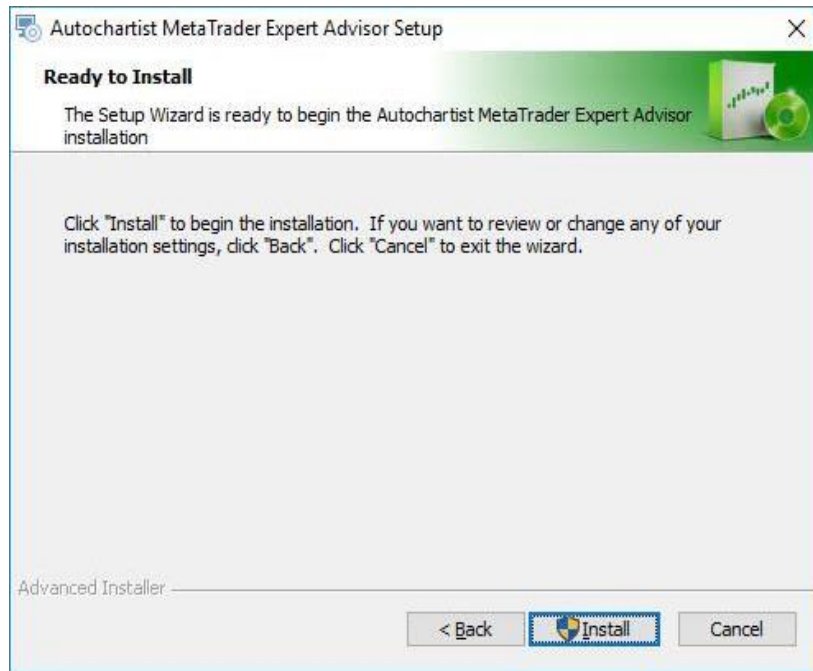 Autochartist MetaTrader Expert Advisor Setup
Ready to Install
The Setup Wizard is ready to begin the Autochartist MetaTrader Expert Advisor
installation
Click "Install" to begin the installation. If you want to review or change any of your
installation settings, click "Back". Click "Cancel" to exit the wizard.
Advanced Installer
< Back
Install
Cancel